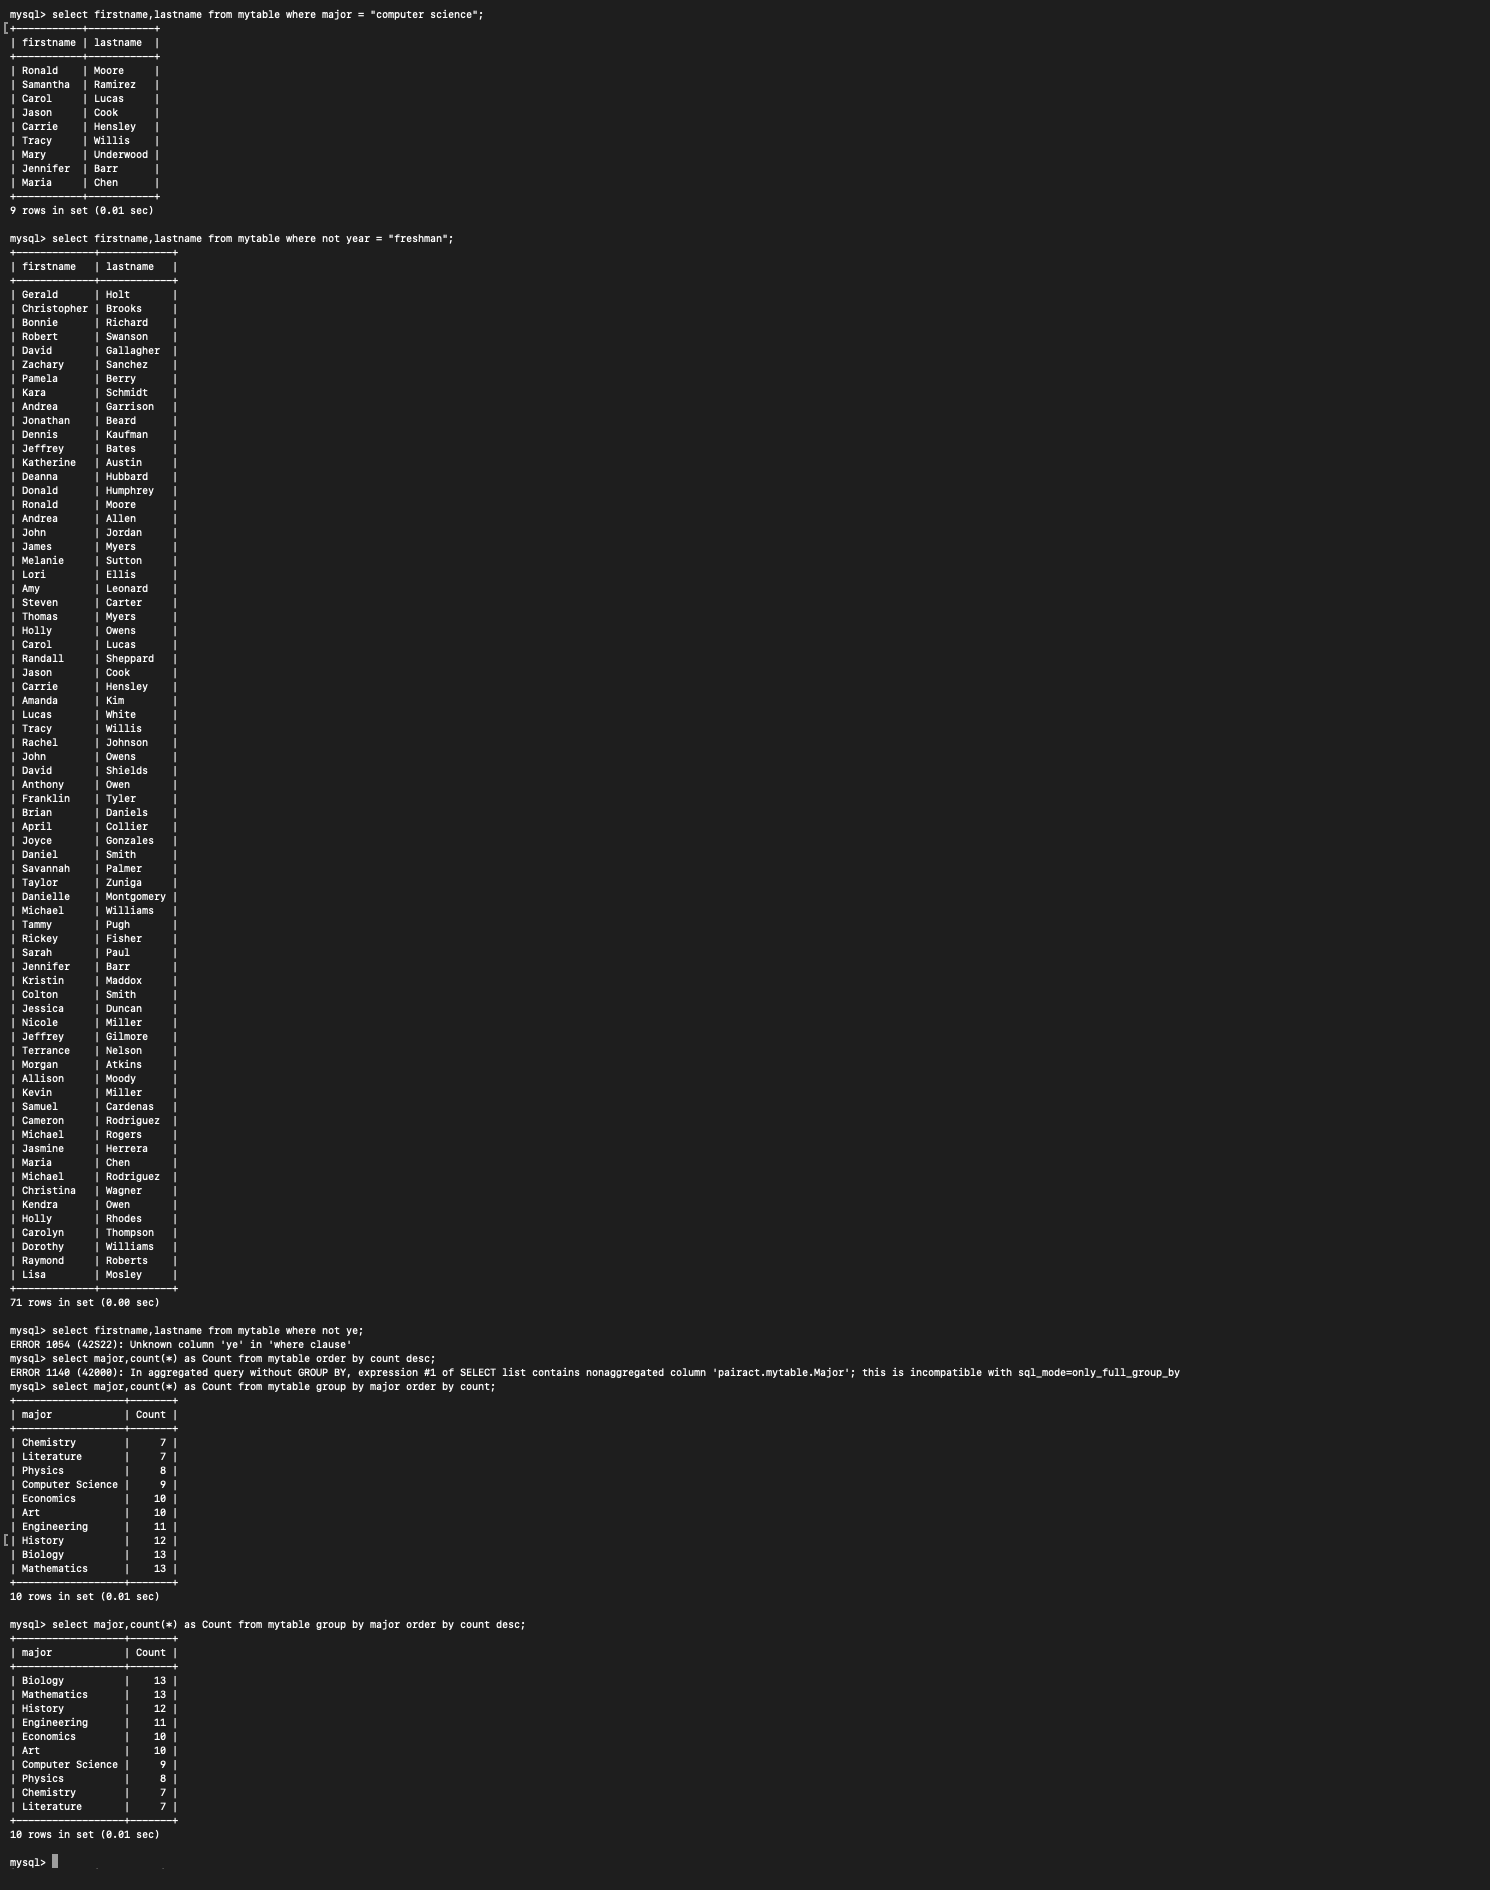 mysql> select firstname,lastname from mytable where major = "computer science";
[+-----------+-----------+
| firstname | lastname  |
+-----------+-----------+
| Ronald    | Moore     |
| Samantha  | Ramirez   |
| Carol     | Lucas     |
| Jason     | Cook      |
| Carrie    | Hensley   |
| Tracy     | Willis    |
| Mary      | Underwood |
| Jennifer  | Barr      |
| Maria     | Chen      |
+-----------+-----------+
9 rows in set (0.01 sec)
mysql> select firstname,lastname from mytable where not year = "freshman";
+-------------+------------+
| firstname   | lastname   |
+-------------+------------+
| Gerald      | Holt       |
| Christopher | Brooks     |
| Bonnie      | Richard    |
| Robert      | Swanson    |
| David       | Gallagher  |
| Zachary     | Sanchez    |
| Pamela      | Berry      |
| Kara        | Schmidt    |
| Andrea      | Garrison   |
| Jonathan    | Beard      |
| Dennis      | Kaufman    |
| Jeffrey     | Bates      |
| Katherine   | Austin     |
| Deanna      | Hubbard    |
| Donald      | Humphrey   |
| Ronald      | Moore      |
| Andrea      | Allen      |
| John        | Jordan     |
| James       | Myers      |
| Melanie     | Sutton     |
| Lori        | Ellis      |
| Amy         | Leonard    |
| Steven      | Carter     |
| Thomas      | Myers      |
| Holly       | Owens      |
| Carol       | Lucas      |
| Randall     | Sheppard   |
| Jason       | Cook       |
| Carrie      | Hensley    |
| Amanda      | Kim        |
| Lucas       | White      |
| Tracy       | Willis     |
| Rachel      | Johnson    |
| John        | Owens      |
| David       | Shields    |
| Anthony     | Owen       |
| Franklin    | Tyler      |
| Brian       | Daniels    |
| April       | Collier    |
| Joyce       | Gonzales   |
| Daniel      | Smith      |
| Savannah    | Palmer     |
| Taylor      | Zuniga     |
| Danielle    | Montgomery |
| Michael     | Williams   |
| Tammy       | Pugh       |
| Rickey      | Fisher     |
| Sarah       | Paul       |
| Jennifer    | Barr       |
| Kristin     | Maddox     |
| Colton      | Smith      |
| Jessica     | Duncan     |
| Nicole      | Miller     |
| Jeffrey     | Gilmore    |
| Terrance    | Nelson     |
| Morgan      | Atkins     |
| Allison     | Moody      |
| Kevin       | Miller     |
| Samuel      | Cardenas   |
| Cameron     | Rodriguez  |
| Michael     | Rogers     |
| Jasmine     | Herrera    |
| Maria       | Chen       |
| Michael     | Rodriguez  |
| Christina   | Wagner     |
| Kendra      | Owen       |
| Holly       | Rhodes     |
| Carolyn     | Thompson   |
| Dorothy     | Williams   |
| Raymond     | Roberts    |
| Lisa        | Mosley     |
+-------------+------------+
71 rows in set (0.00 sec)
mysql> select firstname,lastname from mytable where not ye;
ERROR 1054 (42S22): Unknown column 'ye' in 'where clause'
mysql> select major,count(*) as Count from mytable order by count desc;
ERROR 1140 (42000): In aggregated query without GROUP BY, expression #1 of SELECT list contains nonaggregated column 'pairact.mytable.Major'; this is incompatible with sql_mode=only_full_group_by
mysql> select major,count(*) as Count from mytable group by major order by count;
+------------------+-------+
| major            | Count |
+------------------+-------+
| Chemistry        |     7 |
| Literature       |     7 |
| Physics          |     8 |
| Computer Science |     9 |
| Economics        |    10 |
| Art              |    10 |
| Engineering      |    11 |
[| History          |    12 |
| Biology          |    13 |
| Mathematics      |    13 |
+------------------+-------+
10 rows in set (0.01 sec)
mysql> select major,count(*) as Count from mytable group by major order by count desc;
+------------------+-------+
| major            | Count |
+------------------+-------+
| Biology          |    13 |
| Mathematics      |    13 |
| History          |    12 |
| Engineering      |    11 |
| Economics        |    10 |
| Art              |    10 |
| Computer Science |     9 |
| Physics          |     8 |
| Chemistry        |     7 |
| Literature       |     7 |
+------------------+-------+
10 rows in set (0.01 sec)
mysql>